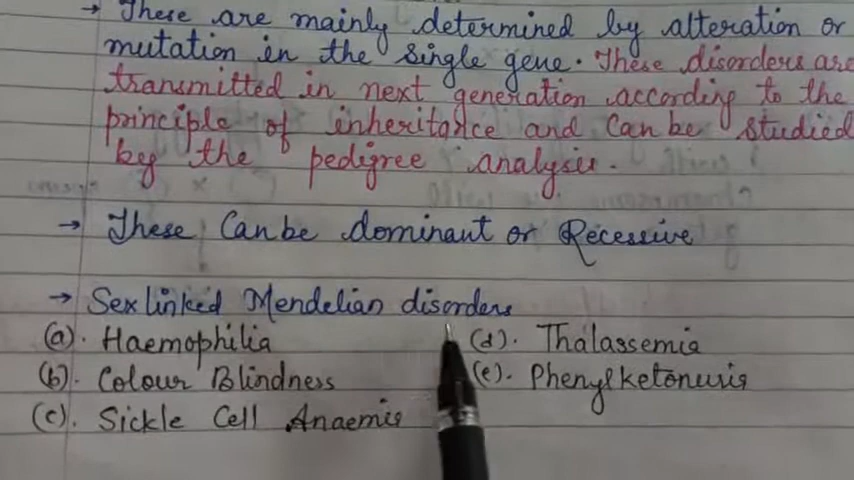 → These are mainly determined by alteration or
mutation in the single gene. These disorders are
transmitted in next generation according to the
principle of inheritance and Can be studied
by the pedigree analysis.
→ These Can be dominant or Recessive
→ Sex linked Mendelian disorders
(a). Haemophilia (d). Thalassemia
(b). Colour Blindness (e). Phenylketonuria
(c). Sickle Cell Anaemia